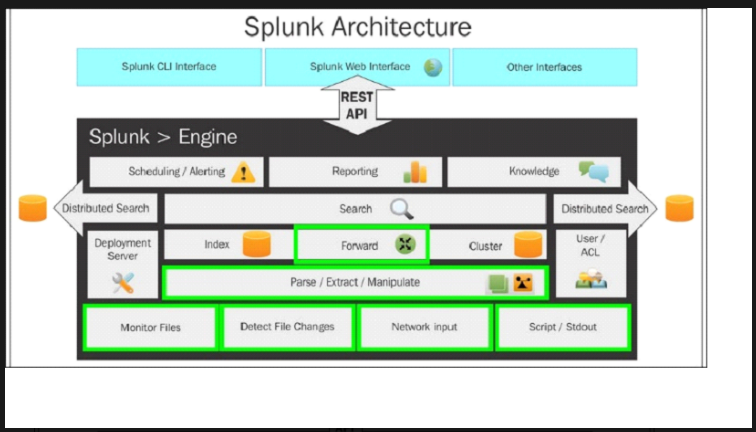 Splunk Architecture
Splunk CLI Interface
Splunk Web Interface
Other Interfaces
REST
API
Splunk > Engine
Scheduling / Alerting
Reporting
Knowledge
Distributed Search
Search
Distributed Search
Deployment
Server
Index
Forward
Cluster
User /
ACL
Parse / Extract / Manipulate
Monitor Files
Detect File Changes
Network input
Script / Stdout